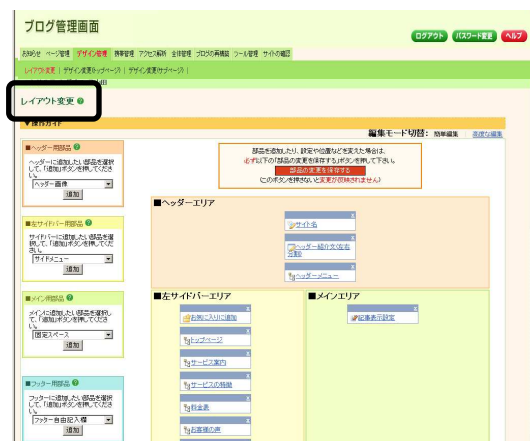 ブログ管理画面
ログアウト パスワード変更 ヘルプ
お知らせ ページ管理 デザイン管理 携帯管理 アクセス解析 全体管理 ブログの再構築 ツール管理 サイトの確認
レイアウト変更 | デザイン変更(トップページ) | デザイン変更(サブページ) |
レイアウト変更
▼操作ガイド
編集モード切替: 簡単編集 高度な編集
■ヘッダー用部品
ヘッダーに追加したい部品を選択して、「追加」ボタンを押してください。
ヘッダー画像
追加
部品を追加したり、設定や位置などを変えた場合は、
必ず以下の「部品の変更を保存する」ボタンを押して下さい。
部品の変更を保存する
(このボタンを押さないと変更が反映されません)
■ヘッダーエリア
サイト名
ヘッダー紹介文(左右分割)
ヘッダーメニュー
■左サイドバー用部品
サイドバーに追加したい部品を選択して、「追加」ボタンを押してください。
サイドメニュー
追加
■メイン用部品
メインに追加したい部品を選択して、「追加」ボタンを押してください。
固定スペース
追加
■フッター用部品
フッターに追加したい部品を選択して、「追加」ボタンを押してください。
フッター自由記入欄
追加
■左サイドバーエリア
お気に入りに追加
トップページ
サービス案内
サービスの特徴
料金表
お客様の声
■メインエリア
記事表示設定